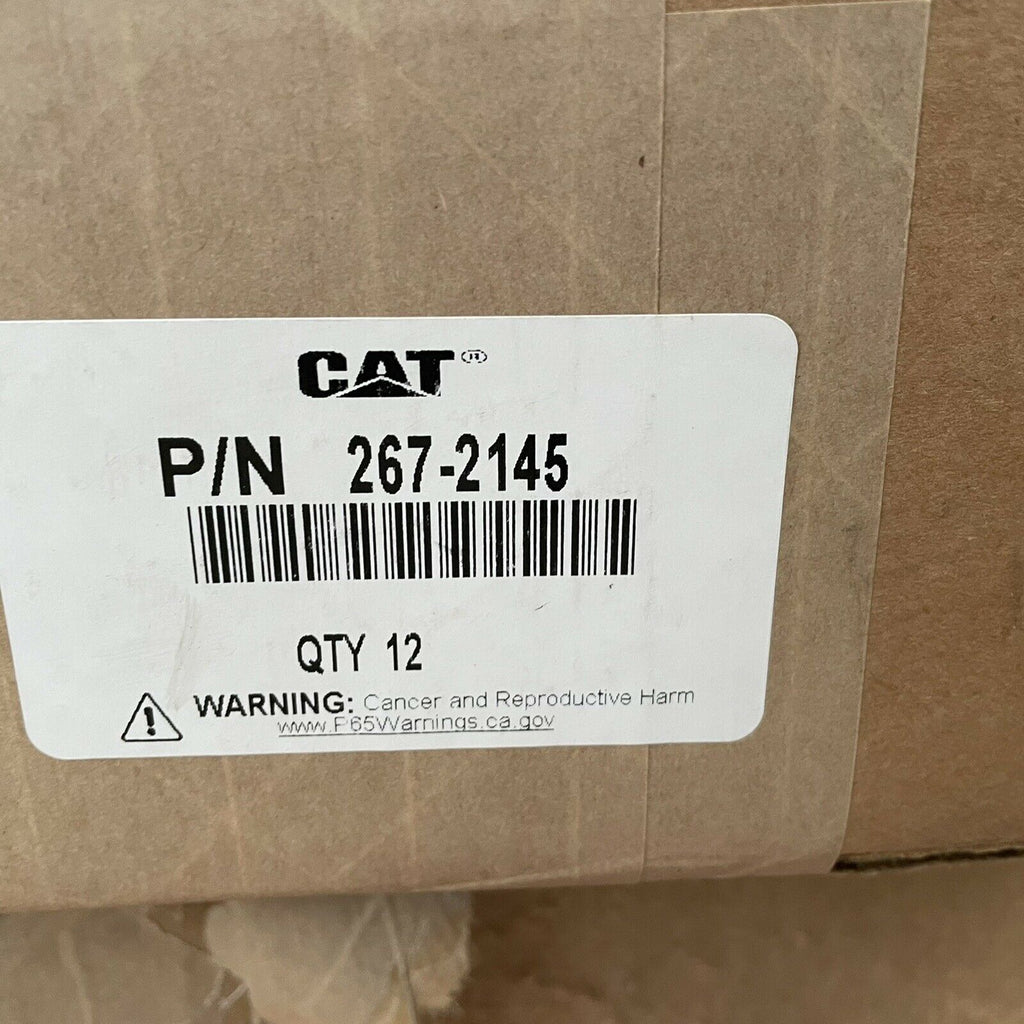 CAT®
P/N 267-2145
QTY 12
WARNING: Cancer and Reproductive Harm
www.P65Warnings.ca.gov